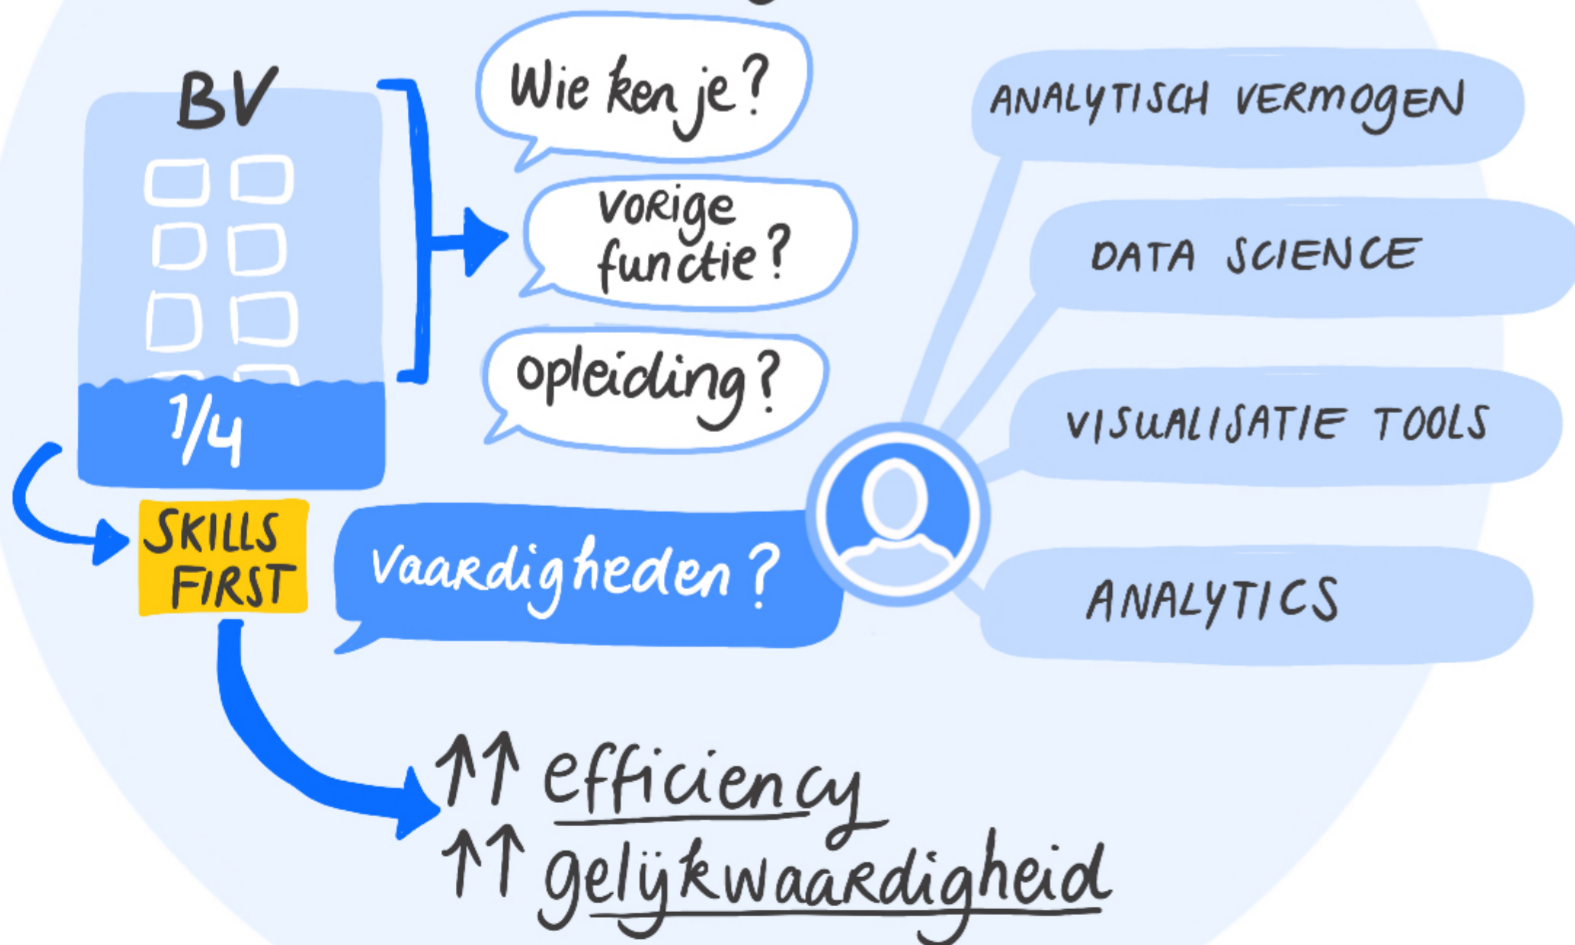 BV
1/4
SKILLS
FIRST
Wie ken je?
vorige
functie?
opleiding?
vaardigheden?
ANALYTISCH VERMOGEN
DATA SCIENCE
VISUALISATIE TOOLS
ANALYTICS
↑↑ efficiency
↑↑ gelijkwaardigheid